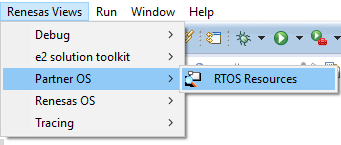 Renesas Views Run Window Help
Debug >
e2 solution toolkit >
Partner OS > RTOS Resources
Renesas OS >
Tracing >